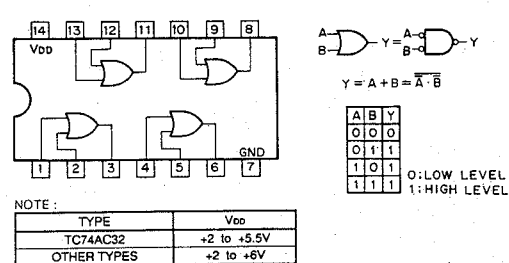 14 13 12 11 10 9 8
VDD
GND
1 2 3 4 5 6 7
A B Y = A B Y
Y = A + B = A̅ · B̅
A B Y
0 0 0
0 1 1
1 0 1
1 1 1
0:LOW LEVEL
1:HIGH LEVEL
NOTE :
TYPE VDD
TC74AC32 +2 to +5.5V
OTHER TYPES +2 to +6V